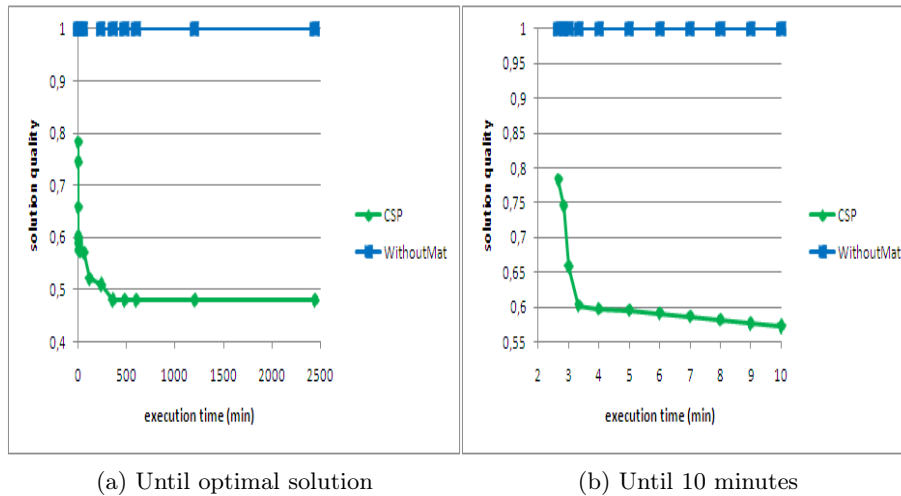 1
0,9
0,8
0,7
0,6
0,5
0,4
solution quality
0 500 1000 1500 2000 2500
execution time (min)
CSP
WithoutMat
(a) Until optimal solution
1
0,95
0,9
0,85
0,8
0,75
0,7
0,65
0,6
0,55
solution quality
2 3 4 5 6 7 8 9 10
execution time (min)
CSP
WithoutMat
(b) Until 10 minutes